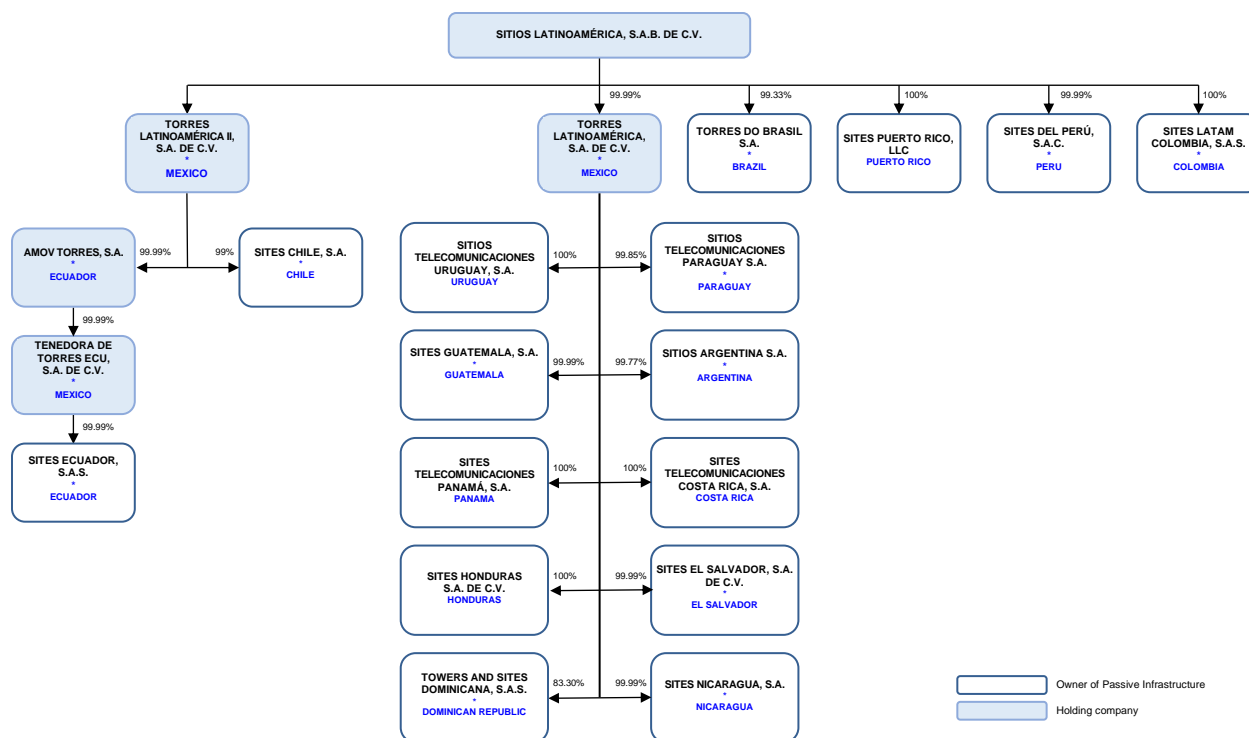 SITIOS LATINOAMÉRICA, S.A.B. DE C.V.
99.99%
99.33%
100%
99.99%
100%
TORRES
LATINOAMÉRICA II,
S.A. DE C.V.
*
MEXICO
TORRES
LATINOAMÉRICA,
S.A. DE C.V.
*
MEXICO
TORRES DO BRASIL
S.A.
*
BRAZIL
SITES PUERTO RICO,
LLC
PUERTO RICO
SITES DEL PERÚ,
S.A.C.
*
PERU
SITES LATAM
COLOMBIA, S.A.S.
*
COLOMBIA
AMOV TORRES, S.A.
*
ECUADOR
99.99%
99%
SITES CHILE, S.A.
*
CHILE
SITIOS
TELECOMUNICACIONES
URUGUAY, S.A.
URUGUAY
100%
99.85%
SITIOS
TELECOMUNICACIONES
PARAGUAY S.A.
*
PARAGUAY
99.99%
TENEDORA DE
TORRES ECU,
S.A. DE C.V.
*
MEXICO
SITES GUATEMALA, S.A.
*
GUATEMALA
99.99%
99.77%
SITIOS ARGENTINA S.A.
*
ARGENTINA
99.99%
SITES ECUADOR,
S.A.S.
*
ECUADOR
SITES
TELECOMUNICACIONES
PANAMÁ, S.A.
PANAMA
100%
100%
SITES
TELECOMUNICACIONES
COSTA RICA, S.A.
COSTA RICA
SITES HONDURAS
S.A. DE C.V.
HONDURAS
100%
99.99%
SITES EL SALVADOR, S.A.
DE C.V.
*
EL SALVADOR
TOWERS AND SITES
DOMINICANA, S.A.S.
*
DOMINICAN REPUBLIC
83.30%
99.99%
SITES NICARAGUA, S.A.
*
NICARAGUA
Owner of Passive Infrastructure
Holding company